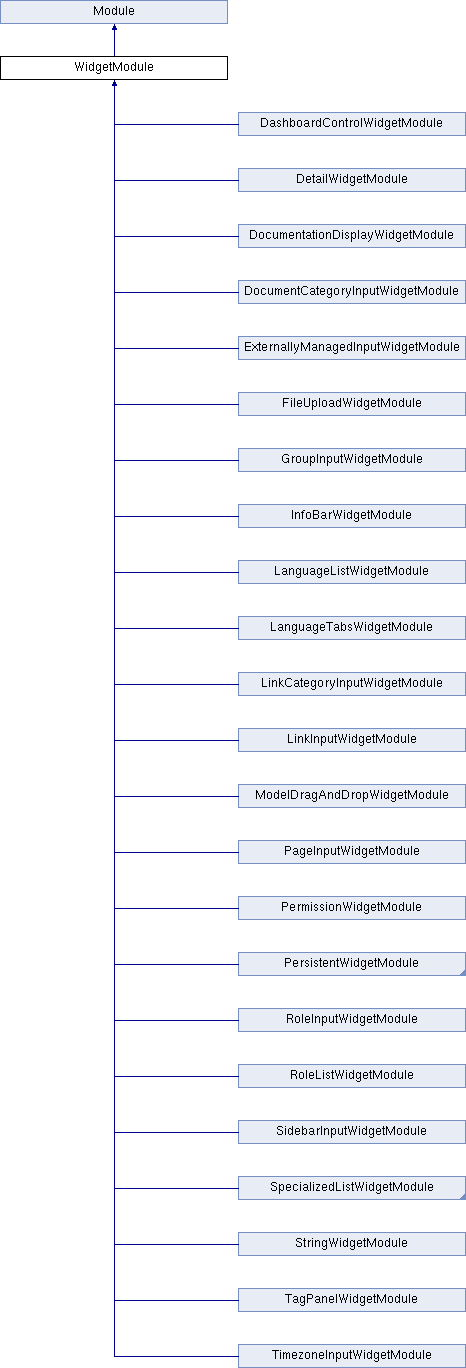 Module
WidgetModule
DashboardControlWidgetModule
DetailWidgetModule
DocumentationDisplayWidgetModule
DocumentCategoryInputWidgetModule
ExternallyManagedInputWidgetModule
FileUploadWidgetModule
GroupInputWidgetModule
InfoBarWidgetModule
LanguageListWidgetModule
LanguageTabsWidgetModule
LinkCategoryInputWidgetModule
LinkInputWidgetModule
ModelDragAndDropWidgetModule
PageInputWidgetModule
PermissionWidgetModule
PersistentWidgetModule
RoleInputWidgetModule
RoleListWidgetModule
SidebarInputWidgetModule
SpecializedListWidgetModule
StringWidgetModule
TagPanelWidgetModule
TimezoneInputWidgetModule